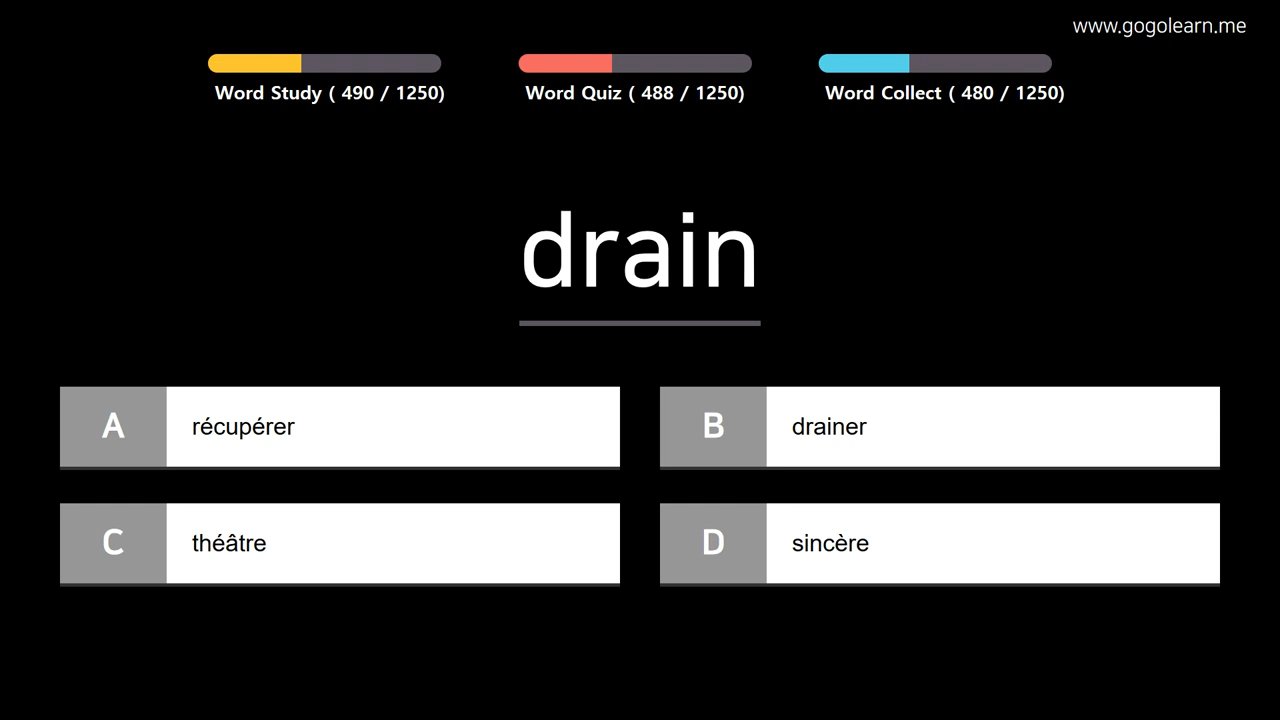 www.gogolearn.me
Word Study ( 490 / 1250)
Word Quiz ( 488 / 1250)
Word Collect ( 480 / 1250)
drain
A récupérer
B drainer
C théâtre
D sincère